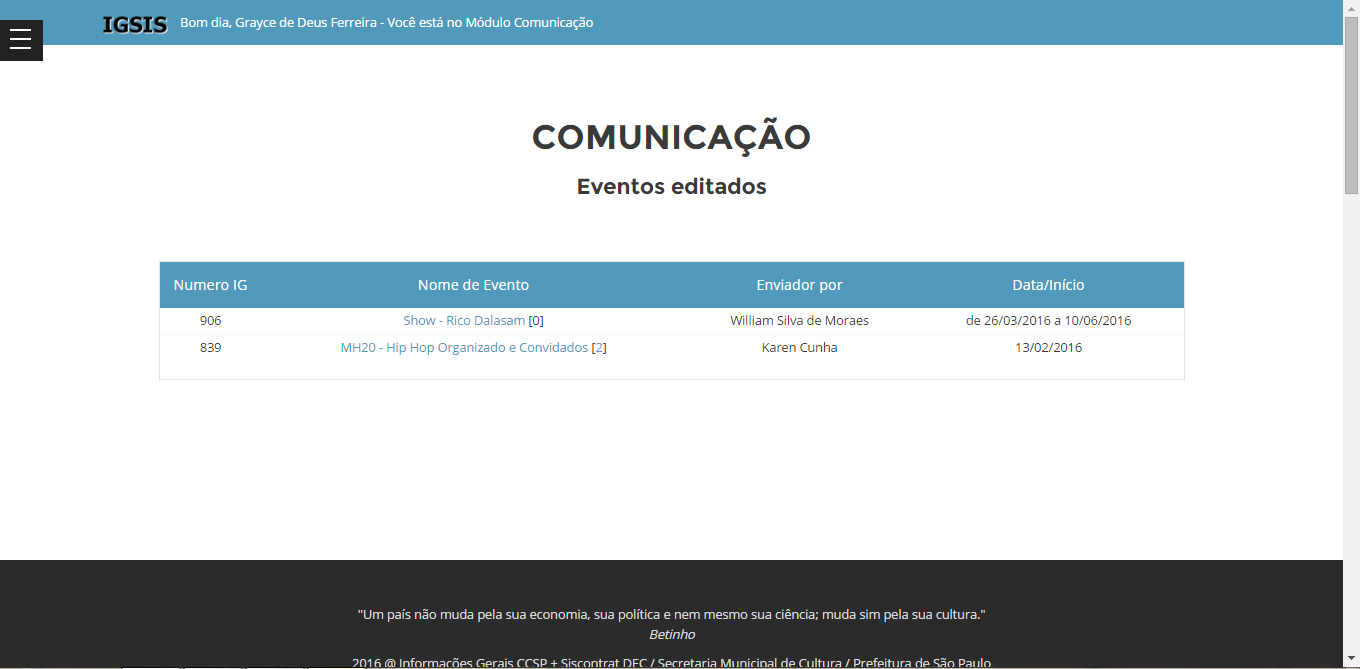 IGSIS Bom dia, Grayce de Deus Ferreira - Você está no Módulo Comunicação
COMUNICAÇÃO
Eventos editados
Numero IG Nome de Evento Enviador por Data/Início
906 Show - Rico Dalasam [0] William Silva de Moraes de 26/03/2016 a 10/06/2016
839 MH20 - Hip Hop Organizado e Convidados [2] Karen Cunha 13/02/2016
"Um país não muda pela sua economia, sua política e nem mesmo sua ciência; muda sim pela sua cultura."
Betinho
2016 @ Informações Gerais CCSP + Siscontrat DEC / Secretaria Municipal de Cultura / Prefeitura de São Paulo